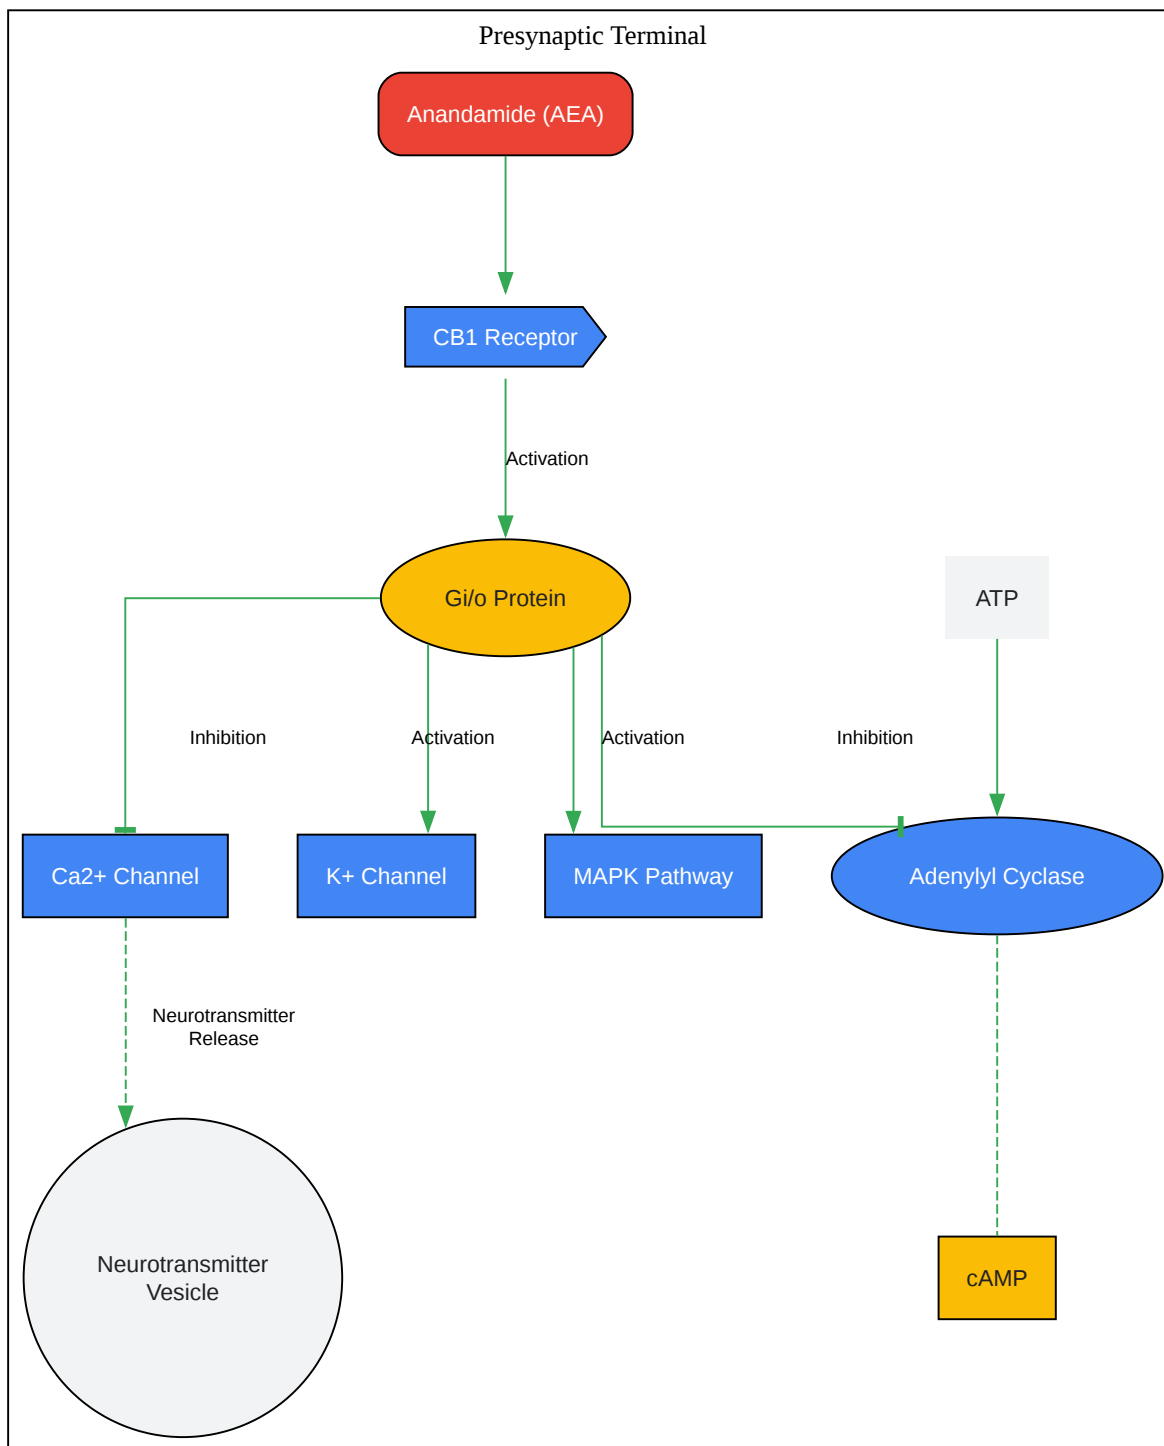 Presynaptic Terminal
Anandamide (AEA)
CB1 Receptor
Activation
Gi/o Protein
ATP
Inhibition
Activation
Activation
Inhibition
Ca2+ Channel
K+ Channel
MAPK Pathway
Adenylyl Cyclase
Neurotransmitter
Release
Neurotransmitter
Vesicle
cAMP